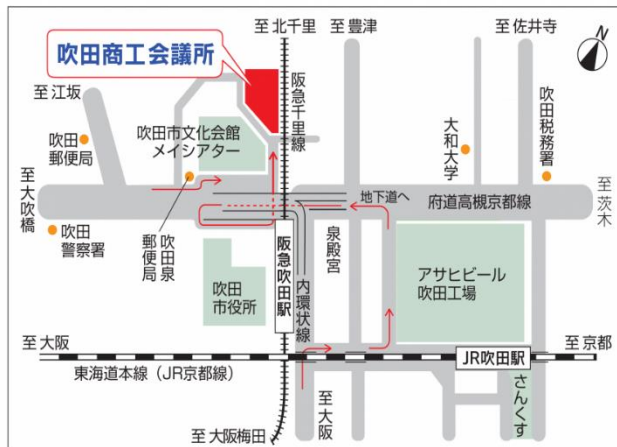 至北千里
至豊津
至佐井寺
N
吹田商工会議所
至江坂
阪急千里線
吹田
郵便局
吹田市文化会館
メイシアター
大和大学
吹田税務署
至大吹橋
地下道へ
府道高槻京都線
至茨木
吹田
警察署
吹田泉
郵便局
阪急吹田駅
泉殿宮
内環状線
吹田
市役所
アサヒビール
吹田工場
至大阪
JR吹田駅
至京都
東海道本線（JR京都線）
至大阪
さんくす
至大阪梅田